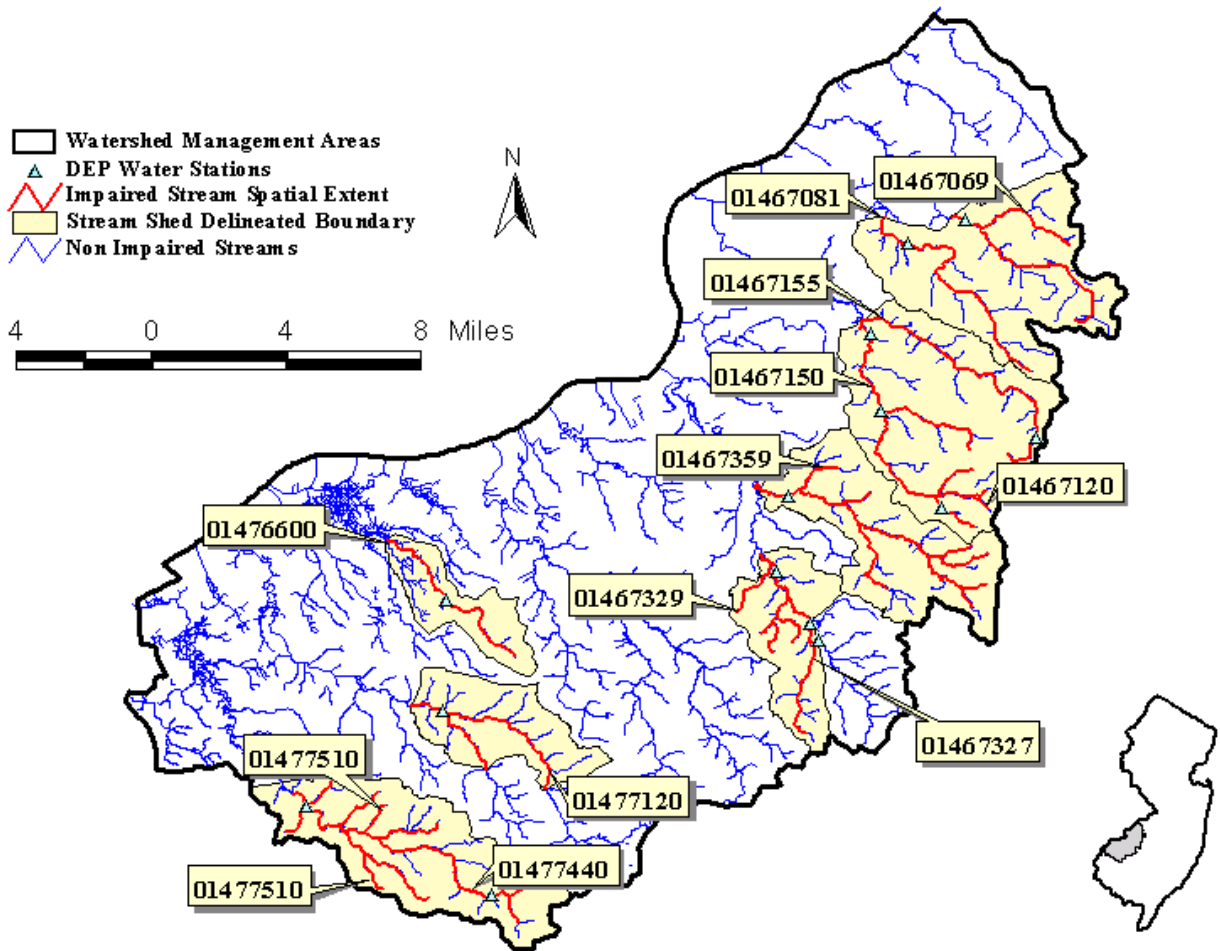 Watershed Management Areas
DEP Water Stations
Impaired Stream Spatial Extent
Stream Shed Delineated Boundary
Non Impaired Streams
N
4 0 4 8 Miles
01467069
01467081
01467155
01467150
01467359
01467120
01476600
01467329
01467327
01477510
01477120
01477440
01477510